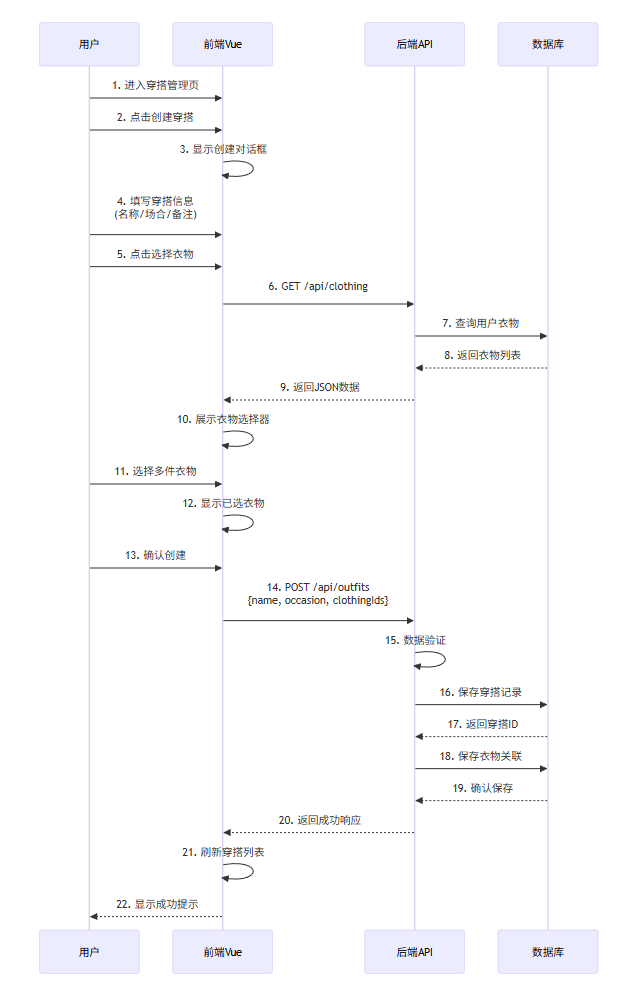 用户
前端Vue
后端API
数据库
1. 进入穿搭管理页
2. 点击创建穿搭
3. 显示创建对话框
4. 填写穿搭信息
(名称/场合/备注)
5. 点击选择衣物
6. GET /api/clothing
7. 查询用户衣物
8. 返回衣物列表
9. 返回JSON数据
10. 展示衣物选择器
11. 选择多件衣物
12. 显示已选衣物
13. 确认创建
14. POST /api/outfits
{name, occasion, clothingIds}
15. 数据验证
16. 保存穿搭记录
17. 返回穿搭ID
18. 保存衣物关联
19. 确认保存
20. 返回成功响应
21. 刷新穿搭列表
22. 显示成功提示
用户
前端Vue
后端API
数据库